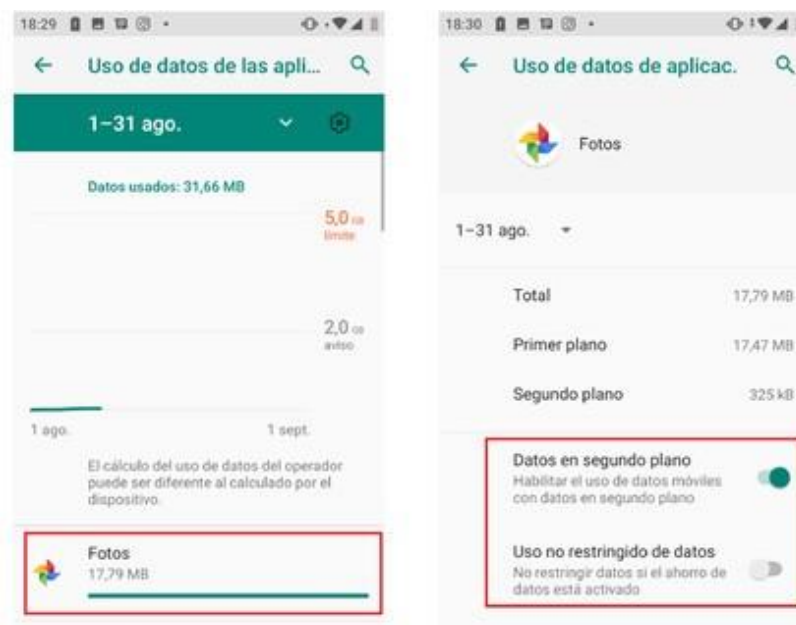 18:29
Uso de datos de las apli...
1–31 ago.
Datos usados: 31,66 MB
5,0 GB
límite
2,0 GB
aviso
1 ago.
1 sept.
El cálculo del uso de datos del operador
puede ser diferente al calculado por el
dispositivo.
Fotos
17,79 MB
18:30
Uso de datos de aplicac.
Fotos
1–31 ago.
Total
17,79 MB
Primer plano
17,47 MB
Segundo plano
325 kB
Datos en segundo plano
Habilitar el uso de datos móviles
con datos en segundo plano
Uso no restringido de datos
No restringir datos si el ahorro de
datos está activado